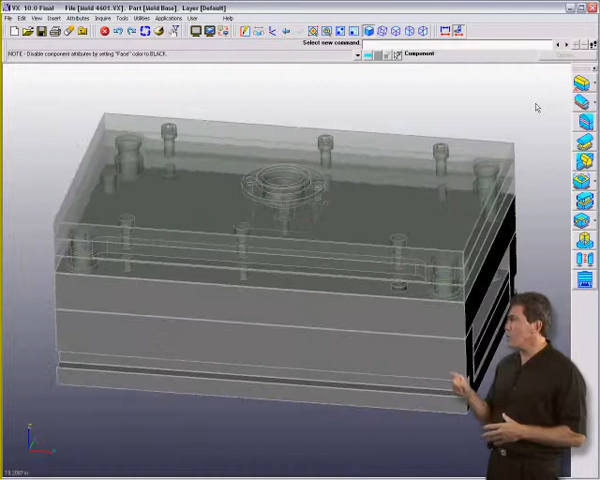 VX 10.0 Final File [Mold 4601.VX]. Part [Mold Base]. Layer [Default]
File Edit View Insert Attributes Inquire Tools Utilities Applications User Help
Select new command.
NOTE - Disable component attributes by setting "Face" color to BLACK.
Component